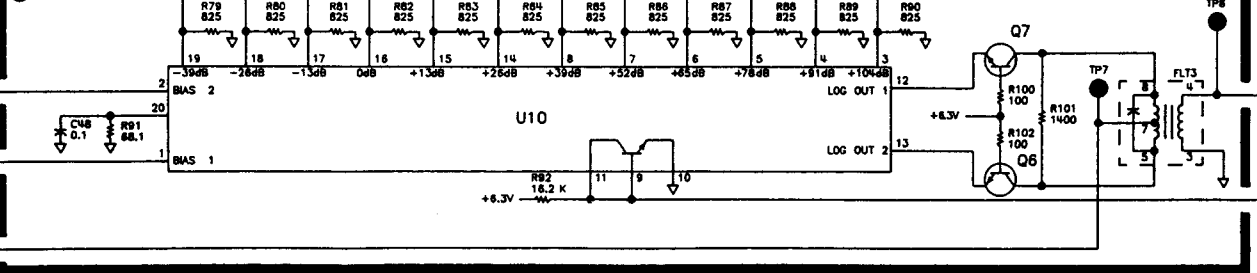 R79 R80 R81 R82 R83 R84 R85 R86 R87 R88 R89 R90
825 825 825 825 825 825 825 825 825 825 825 825
TP8
19 18 17 16 15 14 8 7 6 5 4 3
-39dB -26dB -13dB 0dB +13dB +26dB +39dB +52dB +65dB +78dB +91dB +104dB
Q7
TP7
FLT3
2 BIAS 2
LOG OUT 1 12
R100
100
8 4
20
+6.3V
R101
1400
C48
0.1
R91
68.1
U10
7
R102
100
1 BIAS 1
LOG OUT 2 13
5 3
Q6
R92
16.2 K
11 9 10
+6.3V